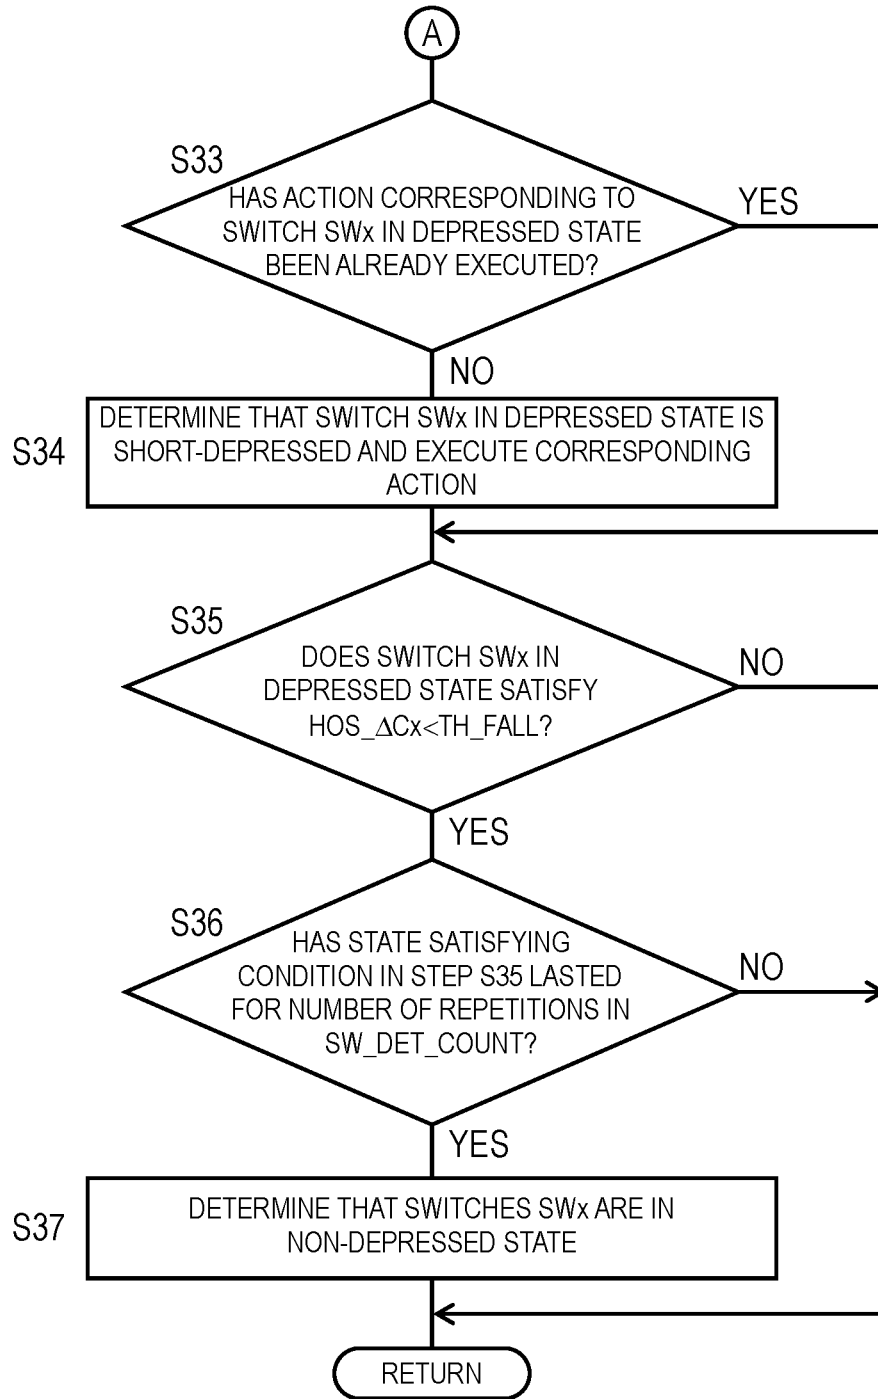 A
S33
HAS ACTION CORRESPONDING TO
SWITCH SWx IN DEPRESSED STATE
BEEN ALREADY EXECUTED?
YES
NO
S34
DETERMINE THAT SWITCH SWx IN DEPRESSED STATE IS
SHORT-DEPRESSED AND EXECUTE CORRESPONDING
ACTION
S35
DOES SWITCH SWx IN
DEPRESSED STATE SATISFY
HOS_ΔCx<TH_FALL?
NO
YES
S36
HAS STATE SATISFYING
CONDITION IN STEP S35 LASTED
FOR NUMBER OF REPETITIONS IN
SW_DET_COUNT?
NO
YES
S37
DETERMINE THAT SWITCHES SWx ARE IN
NON-DEPRESSED STATE
RETURN